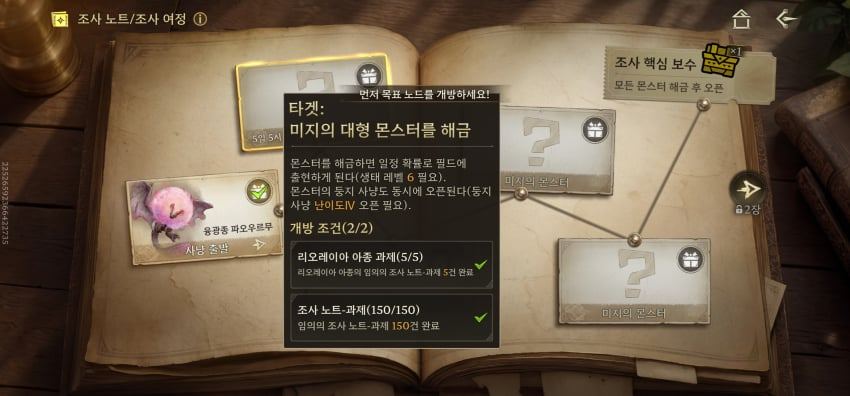 조사 노트/조사 여정
먼저 목표 노드를 개방하세요!
타겟:
미지의 대형 몬스터를 해금
몬스터를 해금하면 일정 확률로 필드에
출현하게 된다(생태 레벨 6 필요).
몬스터의 둥지 사냥도 동시에 오픈된다(둥지
사냥 난이도Ⅳ 오픈 필요).
개방 조건(2/2)
리오레이아 아종 과제(5/5)
리오레이아 아종의 임의의 조사 노트-과제 5건 완료
조사 노트-과제(150/150)
임의의 조사 노트-과제 150건 완료
5일 5시
융광종 파오우르무
사냥 출발
미지의 몬스터
미지의 몬스터
조사 핵심 보수
×1
모든 몬스터 해금 후 오픈
2장
22526592366422735